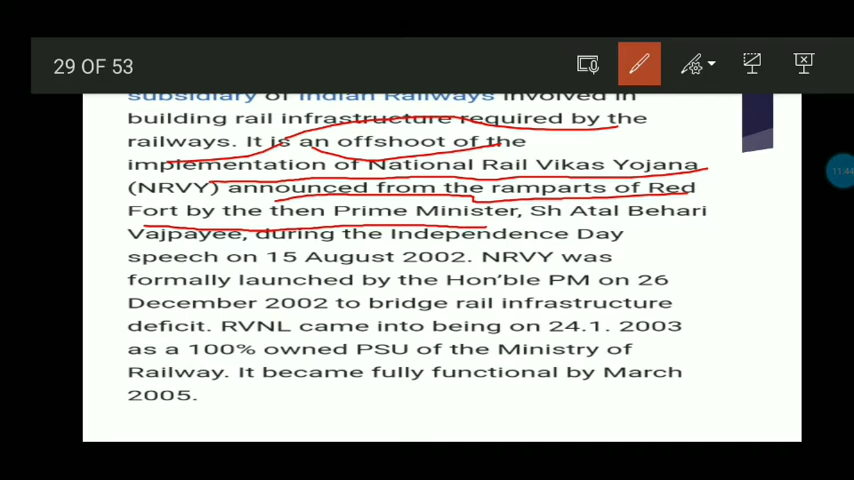 29 OF 53
subsidiary of Indian Railways involved in
building rail infrastructure required by the
railways. It is an offshoot of the
implementation of National Rail Vikas Yojana
(NRVY) announced from the ramparts of Red
Fort by the then Prime Minister, Sh Atal Behari
Vajpayee, during the Independence Day
speech on 15 August 2002. NRVY was
formally launched by the Hon'ble PM on 26
December 2002 to bridge rail infrastructure
deficit. RVNL came into being on 24.1. 2003
as a 100% owned PSU of the Ministry of
Railway. It became fully functional by March
2005.
11:44